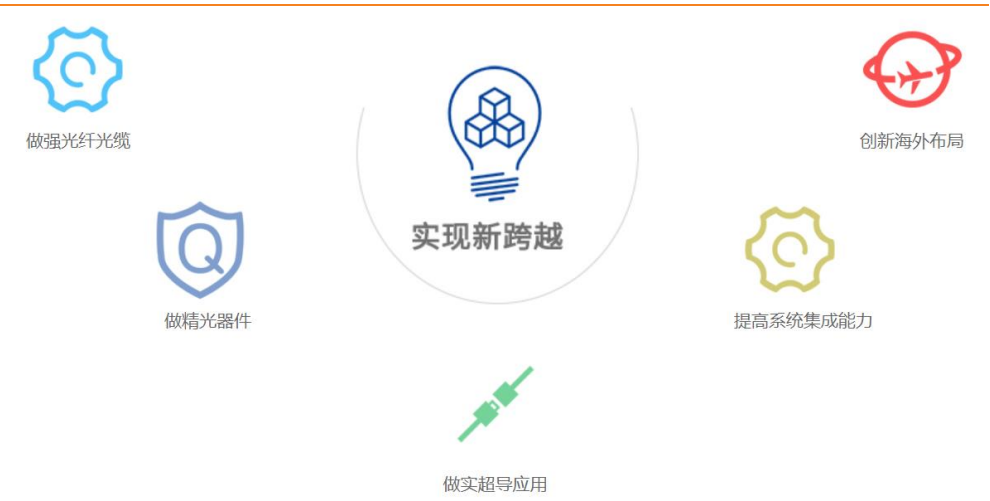 做强光纤光缆
创新海外布局
实现新跨越
Q
做精光器件
提高系统集成能力
做实超导应用